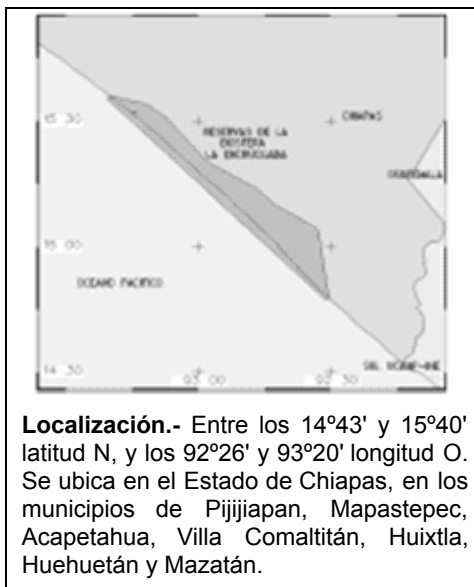 15 30
CHIAPAS
RESERVAS DE LA
BIOSFERA
LA ENCRUCIJADA
GUATEMALA
15 00
OCEANO PACIFICO
14 30
93 00
92 30
Localización.- Entre los 14º43' y 15º40'
latitud N, y los 92º26' y 93º20' longitud O.
Se ubica en el Estado de Chiapas, en los
municipios de Pijijiapan, Mapastepec,
Acapetahua, Villa Comaltitán, Huixtla,
Huehuetán y Mazatán.